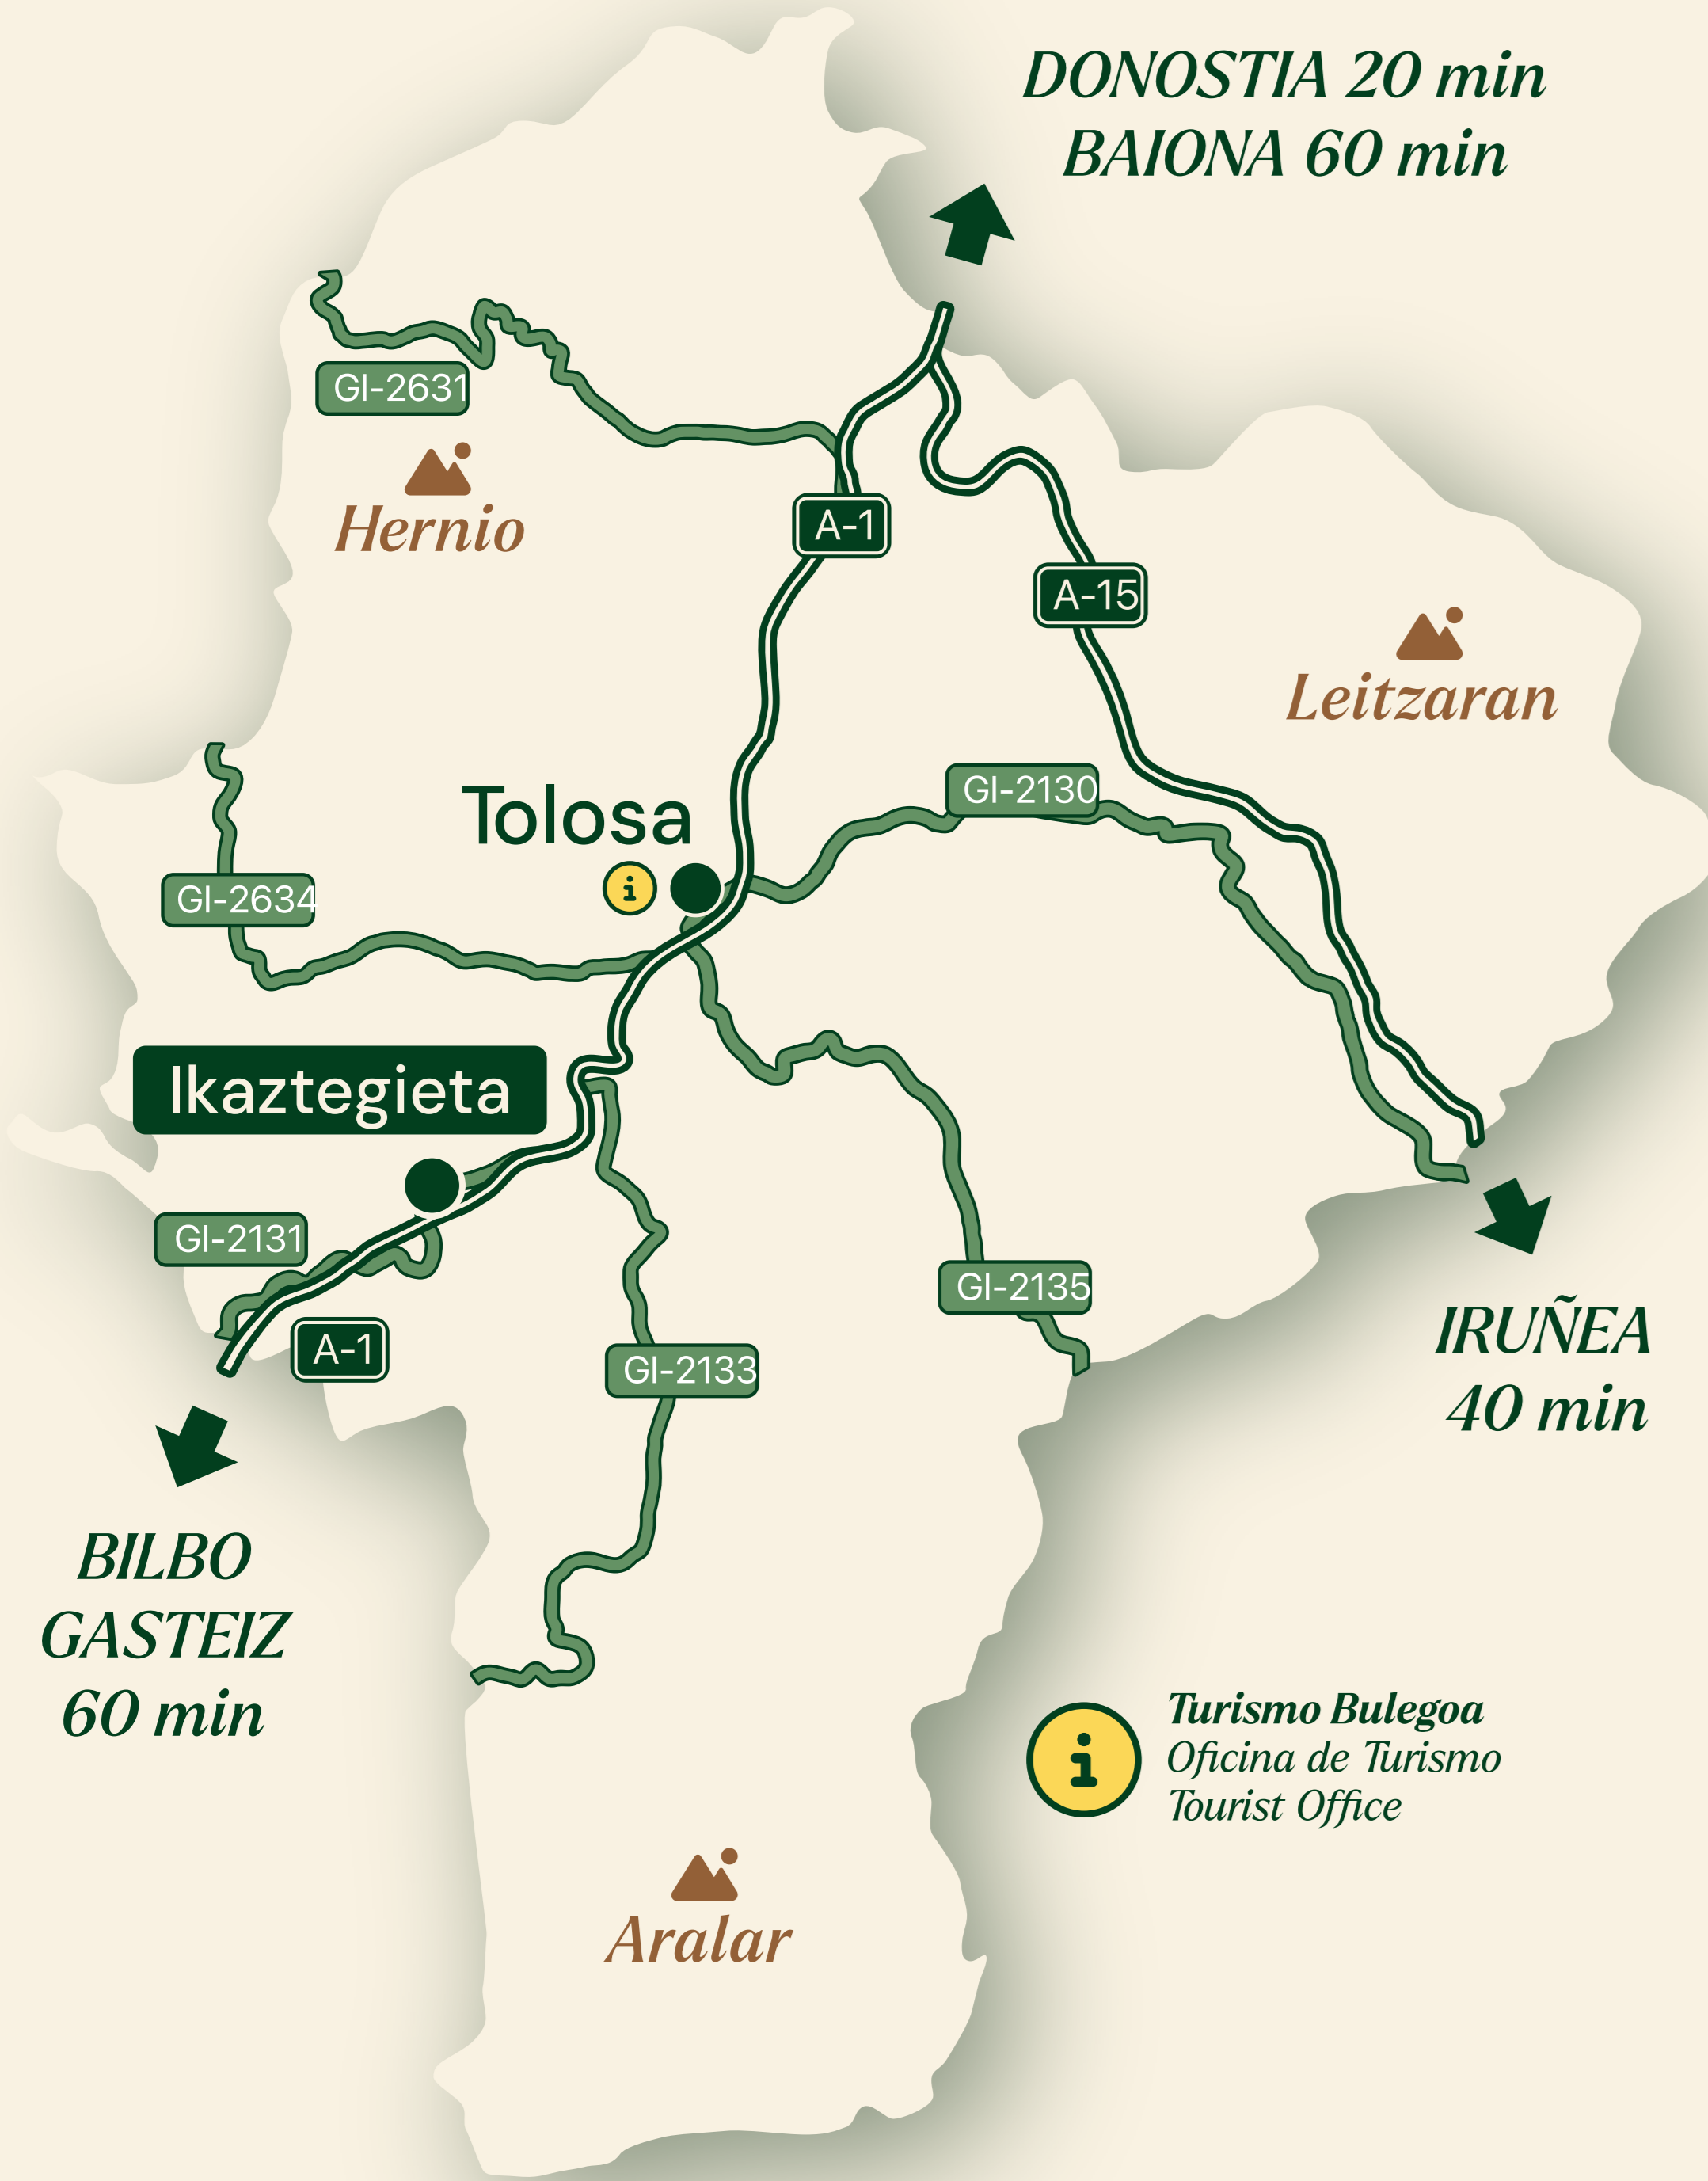 DONOSTIA 20 min
BAIONA 60 min
GI-2631
Hernio
A-1
A-15
Leitzaran
GI-2130
Tolosa
i
GI-2634
Ikaztegieta
GI-2131
A-1
GI-2135
GI-2133
IRUÑEA
40 min
BILBO
GASTEIZ
60 min
i
Turismo Bulegoa
Oficina de Turismo
Tourist Office
Aralar